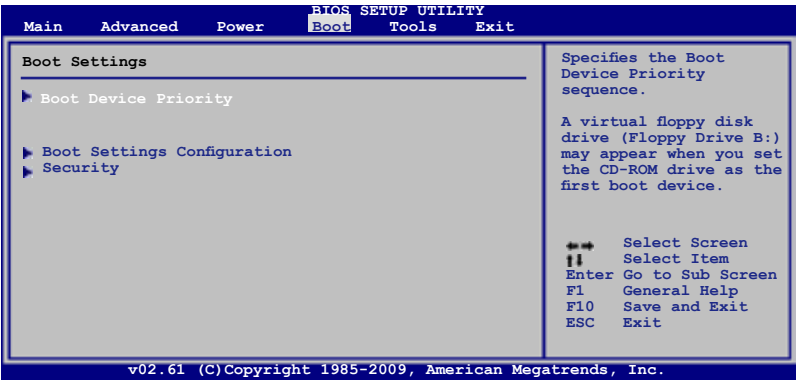 BIOS SETUP UTILITY
Main Advanced Power Boot Tools Exit
Boot Settings
Boot Device Priority
Boot Settings Configuration
Security
Specifies the Boot
Device Priority
sequence.
A virtual floppy disk
drive (Floppy Drive B:)
may appear when you set
the CD-ROM drive as the
first boot device.
Select Screen
Select Item
Enter Go to Sub Screen
F1 General Help
F10 Save and Exit
ESC Exit
v02.61 (C)Copyright 1985-2009, American Megatrends, Inc.